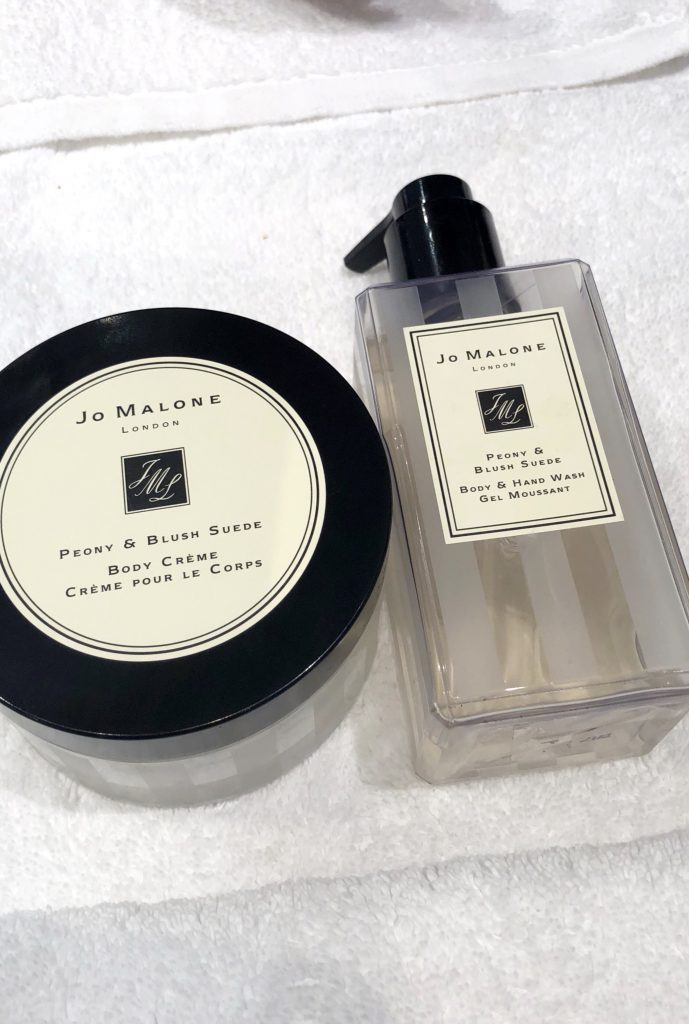 Jo Malone
London
JML
Peony & Blush Suede
Body Crème
Crème pour le Corps
Jo Malone
London
JML
Peony &
Blush Suede
Body & Hand Wash
Gel Moussant